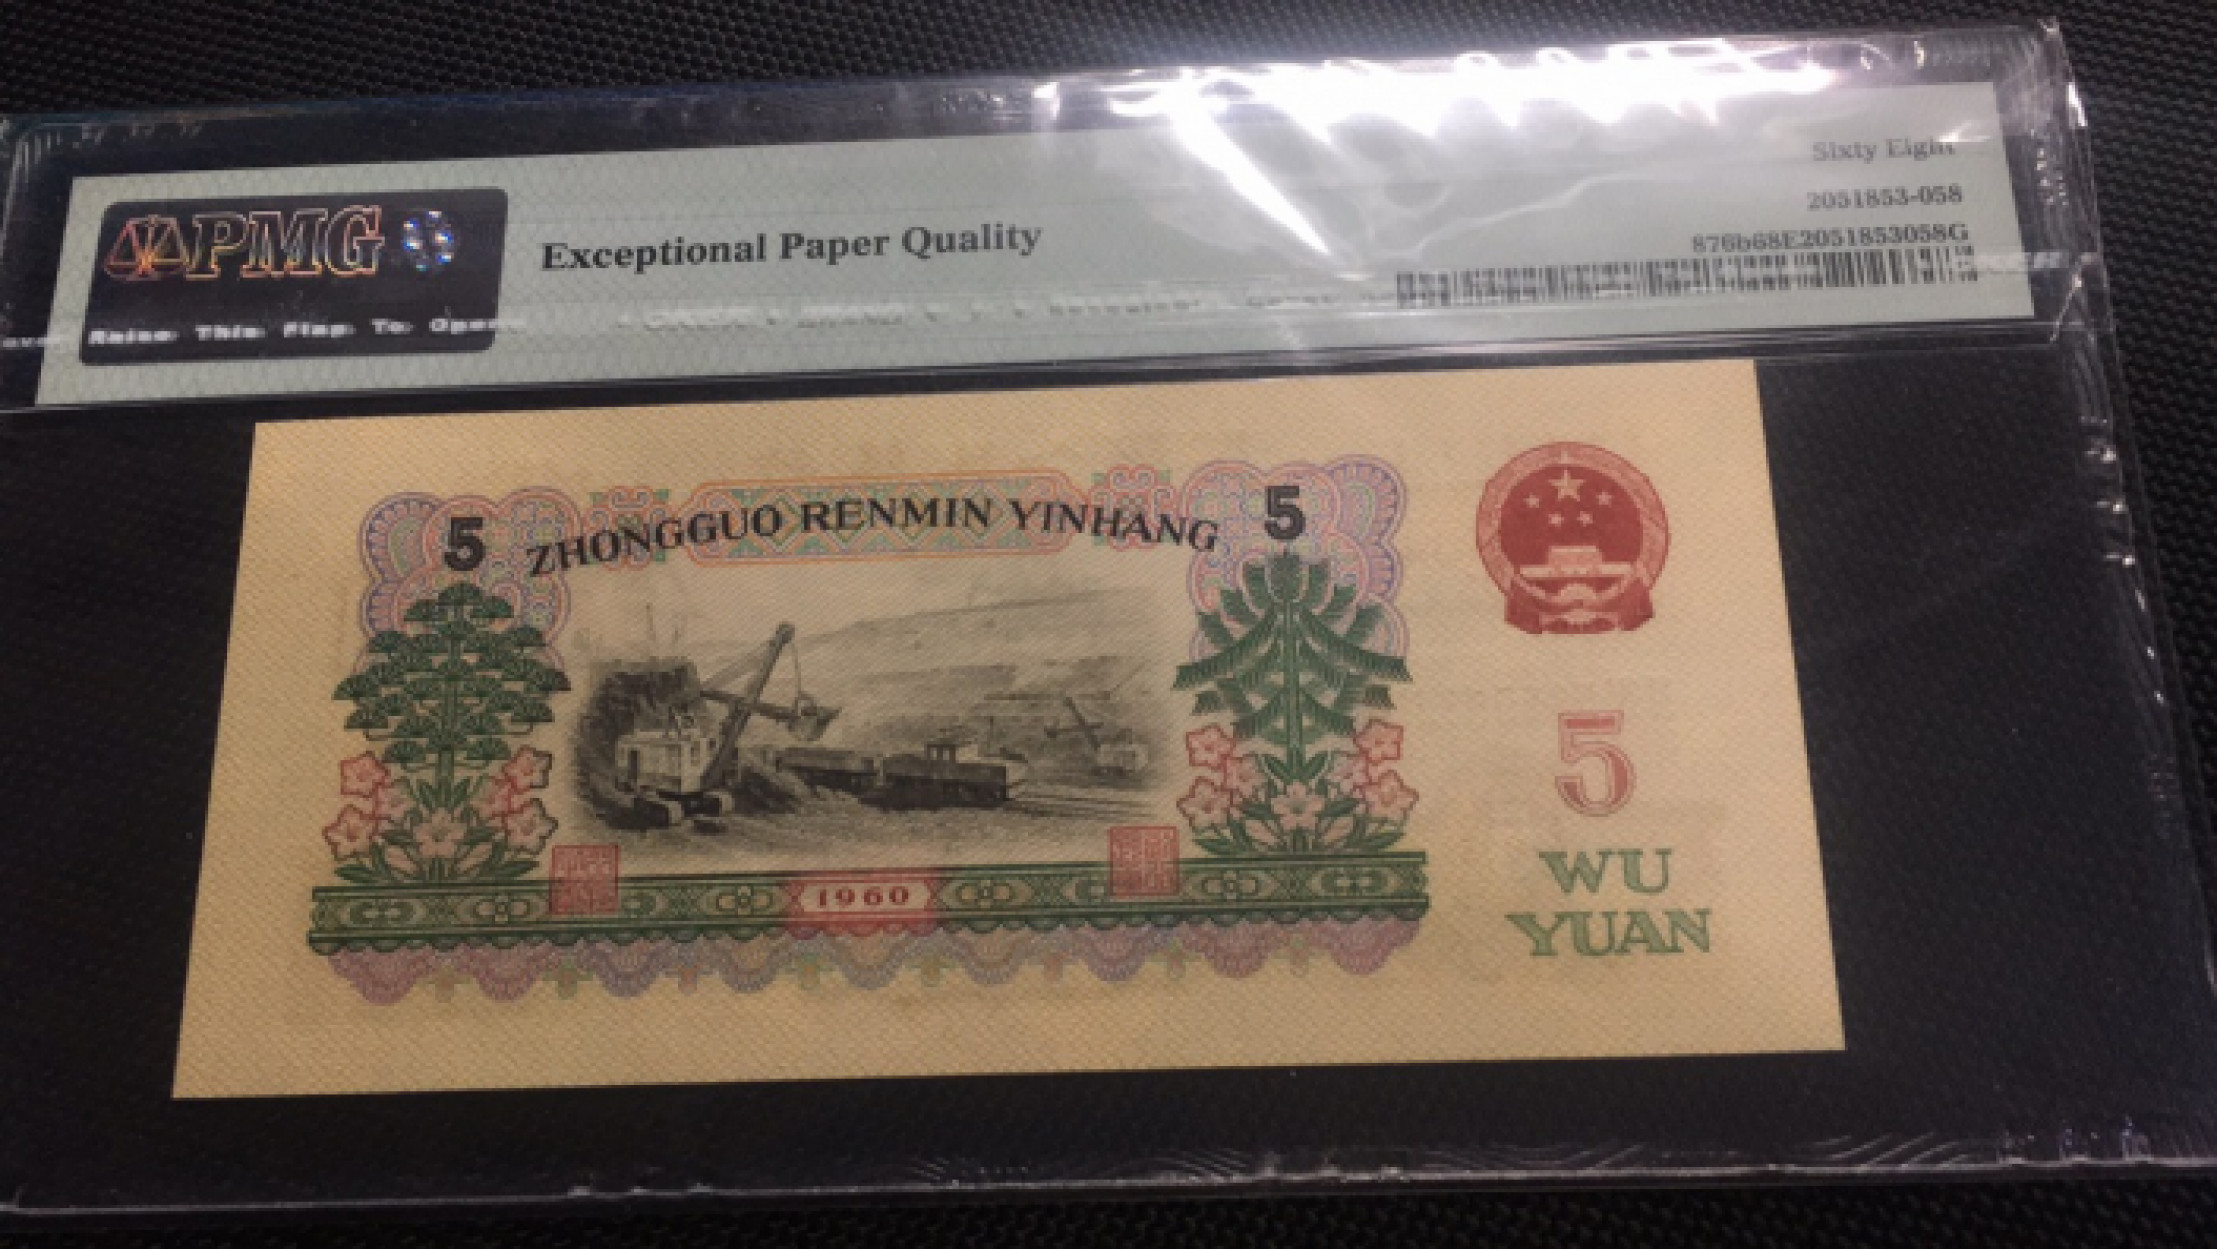 Sixty Eight
2051853-058
PMG
Exceptional Paper Quality
876b68E2051853058G
Raise This Flap To Open
5 ZHONGGUO RENMIN YINHANG 5
5
WU
YUAN
1960